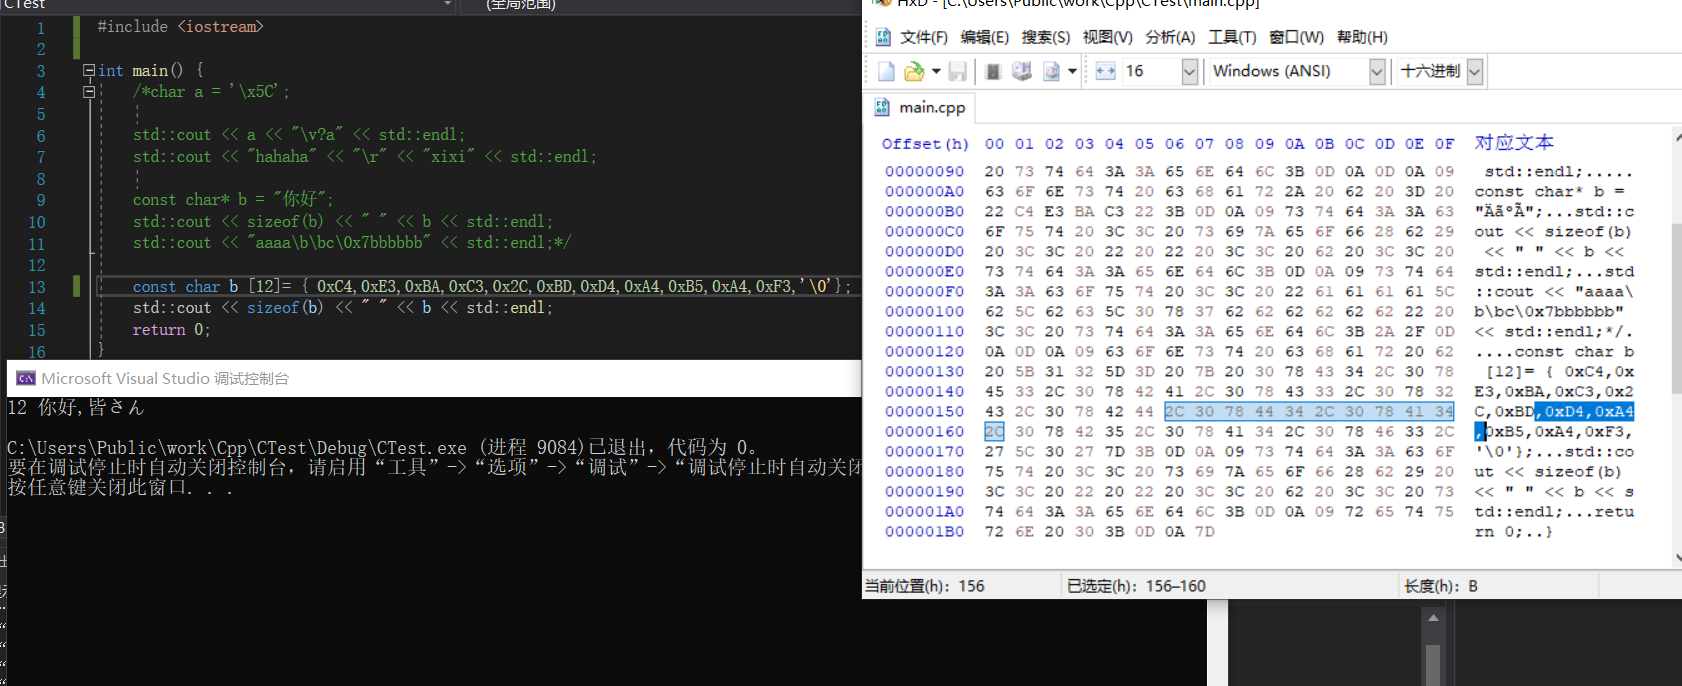 CTest
(全局范围)
1 #include <iostream>
2
3 int main() {
4 /*char a = '\x5C';
5
6 std::cout << a << "\v?a" << std::endl;
7 std::cout << "hahaha" << "\r" << "xixi" << std::endl;
8
9 const char* b = "你好";
10 std::cout << sizeof(b) << " " << b << std::endl;
11 std::cout << "aaaa\b\bc\0x7bbbbbb" << std::endl;*/
12
13 const char b [12]= { 0xC4,0xE3,0xBA,0xC3,0x2C,0xBD,0xD4,0xA4,0xB5,0xA4,0xF3,'\0'};
14 std::cout << sizeof(b) << " " << b << std::endl;
15 return 0;
16 }
Microsoft Visual Studio 调试控制台
12 你好,皆さん
C:\Users\Public\work\Cpp\CTest\Debug\CTest.exe (进程 9084)已退出，代码为 0。
要在调试停止时自动关闭控制台，请启用“工具”->“选项”->“调试”->“调试停止时自动关闭
按任意键关闭此窗口. . .
HxD - [C:\Users\Public\work\Cpp\CTest\main.cpp]
文件(F) 编辑(E) 搜索(S) 视图(V) 分析(A) 工具(T) 窗口(W) 帮助(H)
16 Windows (ANSI) 十六进制
main.cpp
Offset(h) 00 01 02 03 04 05 06 07 08 09 0A 0B 0C 0D 0E 0F 对应文本
00000090 20 73 74 64 3A 3A 65 6E 64 6C 3B 0D 0A 0D 0A 09 std::endl;.....
000000A0 63 6F 6E 73 74 20 63 68 61 72 2A 20 62 20 3D 20 const char* b =
000000B0 22 C4 E3 BA C3 22 3B 0D 0A 09 73 74 64 3A 3A 63 "Äãº Ã";...std::c
000000C0 6F 75 74 20 3C 3C 20 73 69 7A 65 6F 66 28 62 29 out << sizeof(b)
000000D0 20 3C 3C 20 22 20 22 20 3C 3C 20 62 20 3C 3C 20 << " " << b <<
000000E0 73 74 64 3A 3A 65 6E 64 6C 3B 0D 0A 09 73 74 64 std::endl;...std
000000F0 3A 3A 63 6F 75 74 20 3C 3C 20 22 61 61 61 61 5C ::cout << "aaaa\
00000100 62 5C 62 63 5C 30 78 37 62 62 62 62 62 62 22 20 b\bc\0x7bbbbbb"
00000110 3C 3C 20 73 74 64 3A 3A 65 6E 64 6C 3B 2A 2F 0D << std::endl;*/.
00000120 0A 0D 0A 09 63 6F 6E 73 74 20 63 68 61 72 20 62 ....const char b
00000130 20 5B 31 32 5D 3D 20 7B 20 30 78 43 34 2C 30 78 [12]= { 0xC4,0x
00000140 45 33 2C 30 78 42 41 2C 30 78 43 33 2C 30 78 32 E3,0xBA,0xC3,0x2
00000150 43 2C 30 78 42 44 2C 30 78 44 34 2C 30 78 41 34 C,0xBD,0xD4,0xA4
00000160 2C 30 78 42 35 2C 30 78 41 34 2C 30 78 46 33 2C ,0xB5,0xA4,0xF3,
00000170 27 5C 30 27 7D 3B 0D 0A 09 73 74 64 3A 3A 63 6F '\0'};...std::co
00000180 75 74 20 3C 3C 20 73 69 7A 65 6F 66 28 62 29 20 ut << sizeof(b)
00000190 3C 3C 20 22 20 22 20 3C 3C 20 62 20 3C 3C 20 73 << " " << b << s
000001A0 74 64 3A 3A 65 6E 64 6C 3B 0D 0A 09 72 65 74 75 td::endl;...retu
000001B0 72 6E 20 30 3B 0D 0A 7D rn 0;..}
当前位置(h): 156 已选定(h): 156–160 长度(h): B